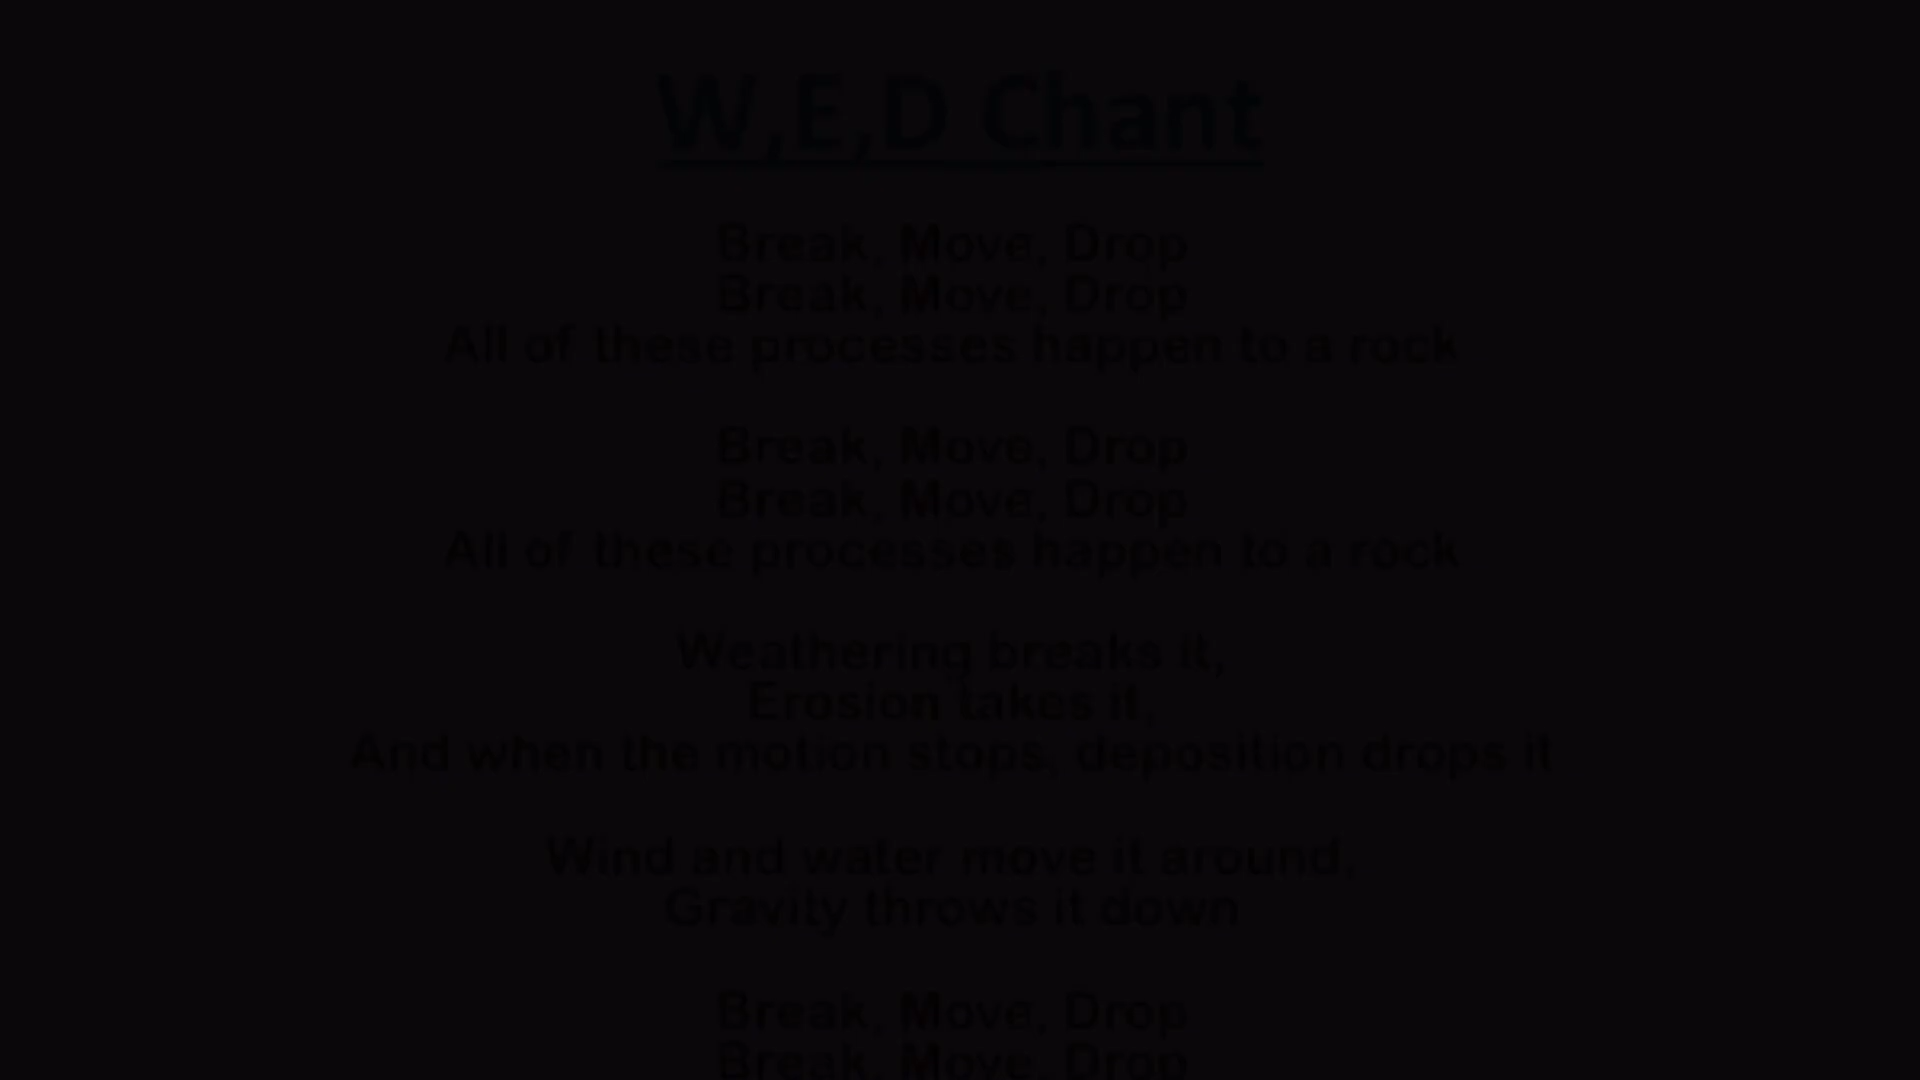 W,E,D Chant
Break, Move, Drop
Break, Move, Drop
All of these processes happen to a rock
Break, Move, Drop
Break, Move, Drop
All of these processes happen to a rock
Weathering breaks it,
Erosion takes it,
And when the motion stops, deposition drops it
Wind and water move it around,
Gravity throws it down
Break, Move, Drop
Break, Move, Drop